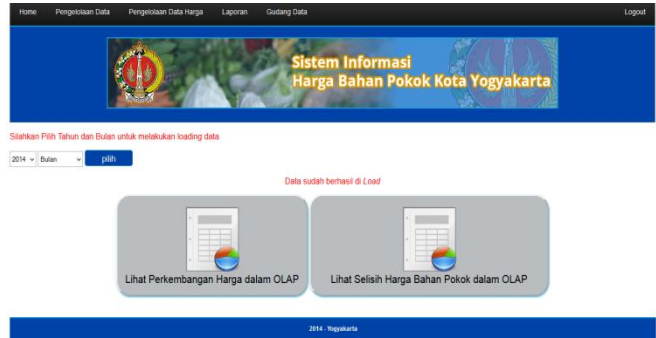 Home Pengelolaan Data Pengelolaan Data Harga Laporan Gudang Data Logout
Sistem Informasi
Harga Bahan Pokok Kota Yogyakarta
Silahkan Pilih Tahun dan Bulan untuk melakukan loading data
2014 Bulan pilih
Data sudah berhasil di Load
Lihat Perkembangan Harga dalam OLAP Lihat Selisih Harga Bahan Pokok dalam OLAP
2014 - Yogyakarta